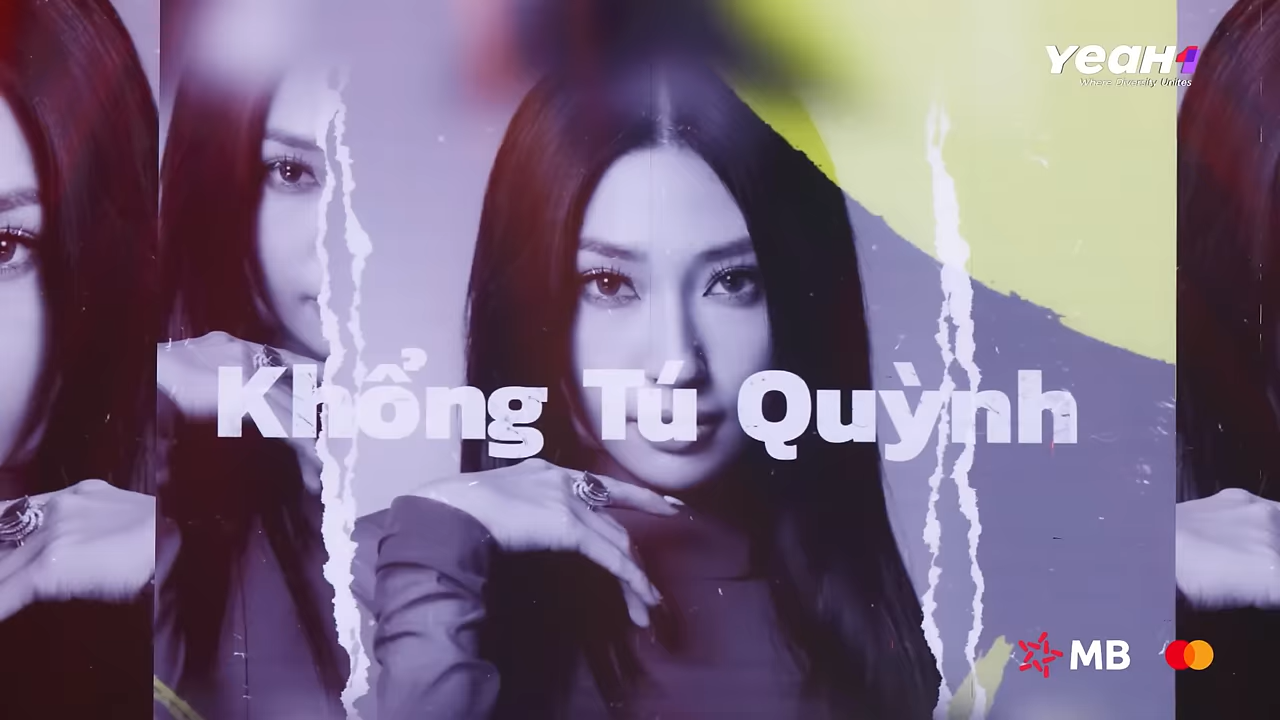 YeaH1
Where Diversity Unites
Khổng Tú Quỳnh
MB